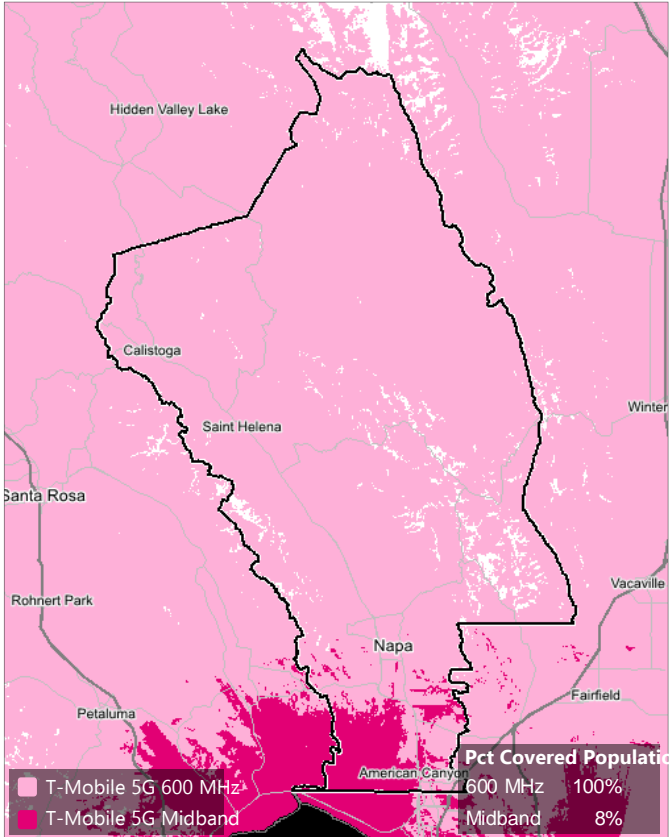 Hidden Valley Lake
Calistoga
Saint Helena
Winter
Santa Rosa
Vacaville
Rohnert Park
Napa
Fairfield
Petaluma
American Canyon
T-Mobile 5G 600 MHz
T-Mobile 5G Midband
Pct Covered Populatio
600 MHz 100%
Midband 8%